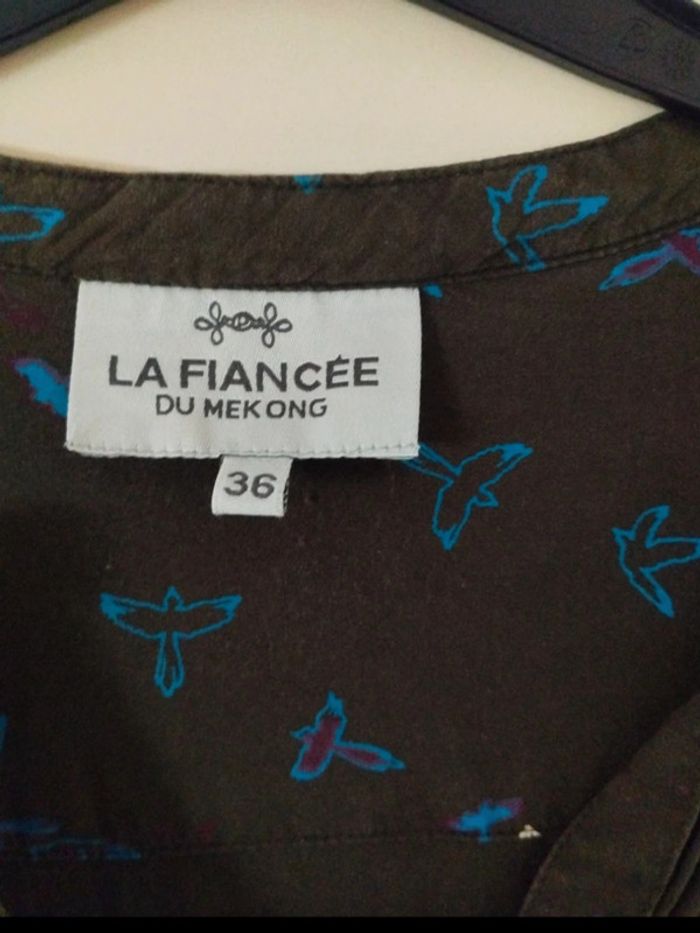 LA FIANCÉE
DU MEKONG
36